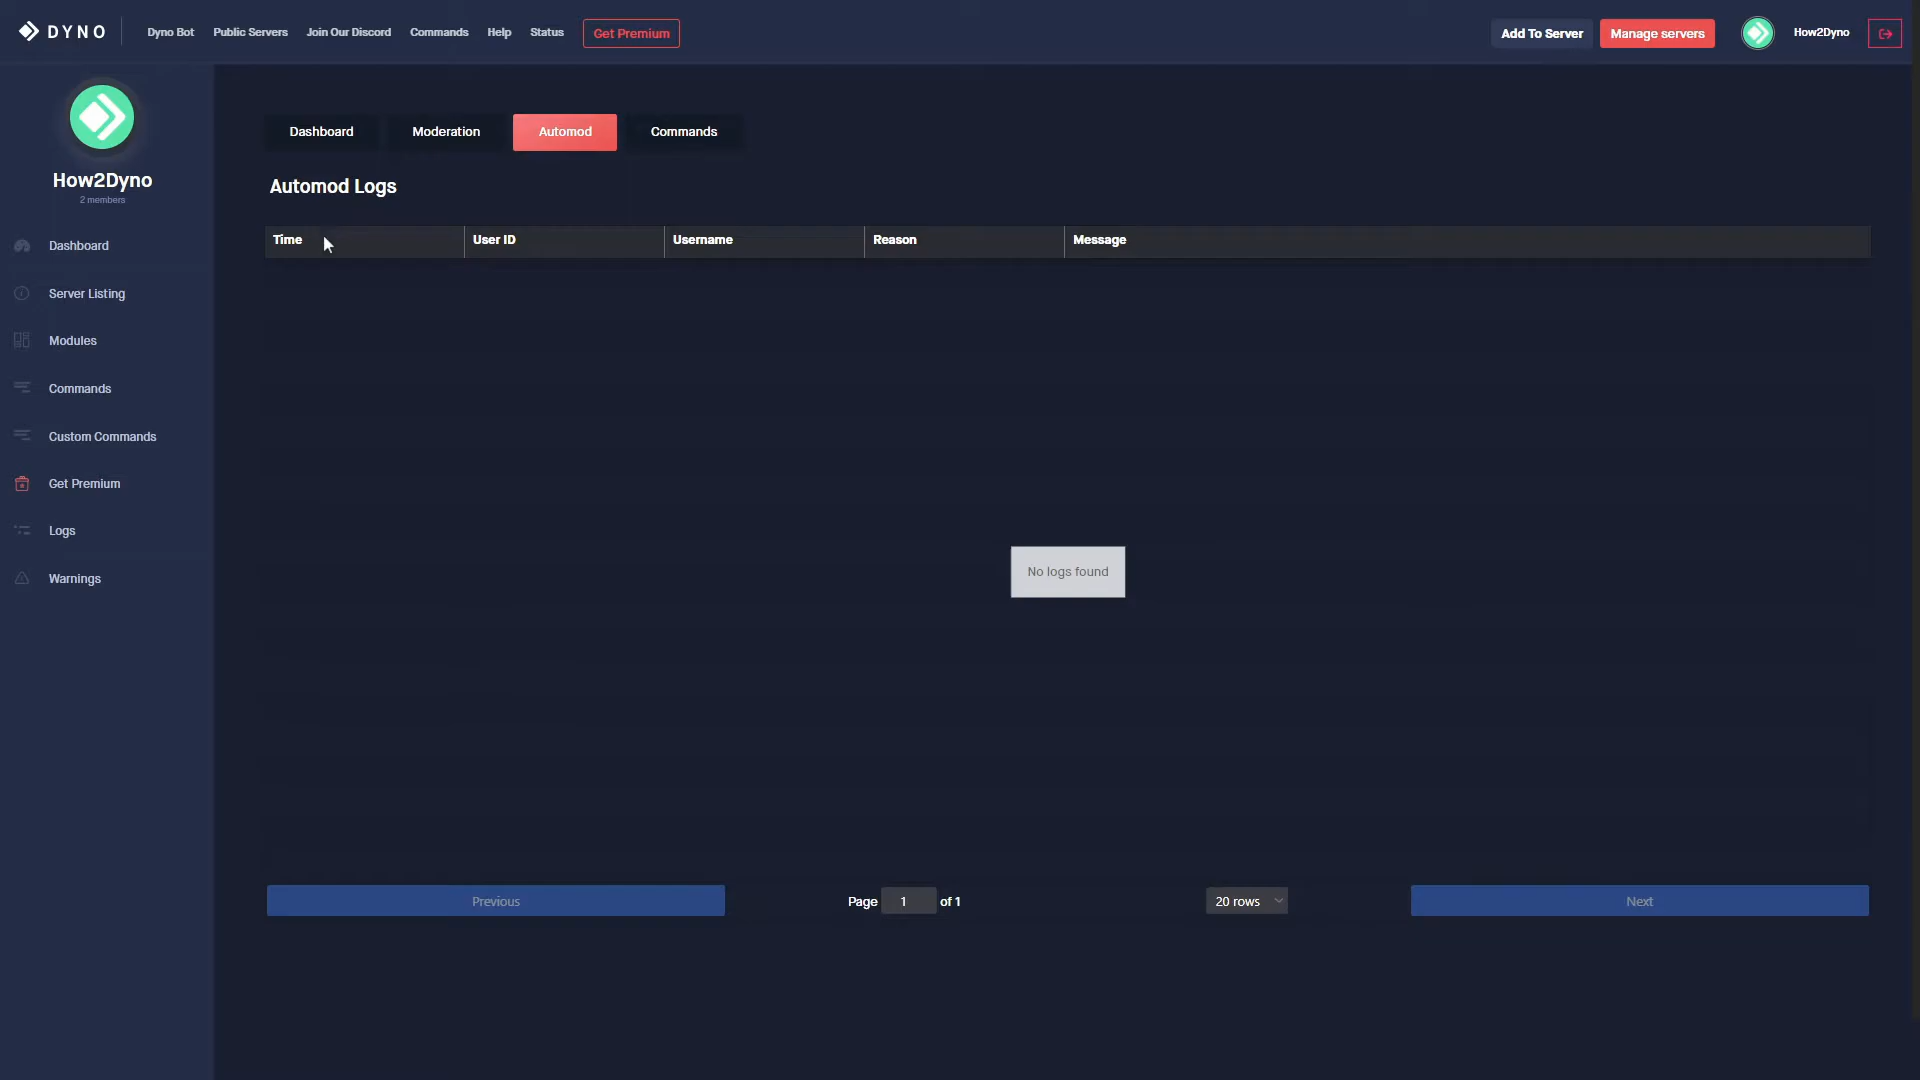 DYNO
Dyno Bot
Public Servers
Join Our Discord
Commands
Help
Status
Get Premium
Add To Server
Manage servers
How2Dyno
How2Dyno
2 members
Dashboard
Server Listing
Modules
Commands
Custom Commands
Get Premium
Logs
Warnings
Dashboard
Moderation
Automod
Commands
Automod Logs
Time
User ID
Username
Reason
Message
No logs found
Previous
Page 1 of 1
20 rows
Next